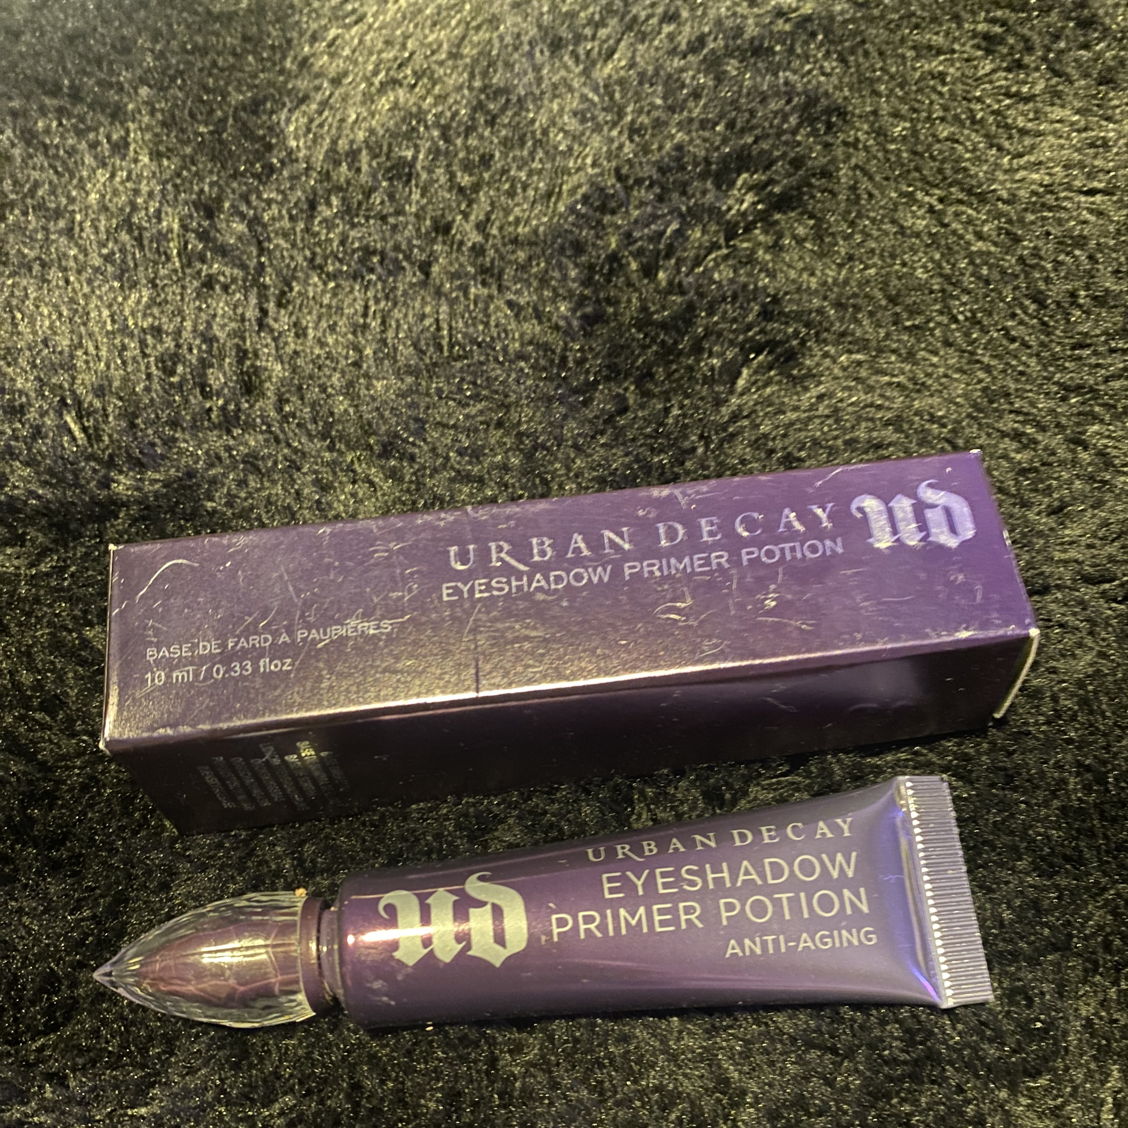 URBAN DECAY
EYESHADOW PRIMER POTION
UD
BASE DE FARD À PAUPIÈRES
10 ml / 0.33 floz
URBAN DECAY
EYESHADOW
PRIMER POTION
ANTI-AGING
UD